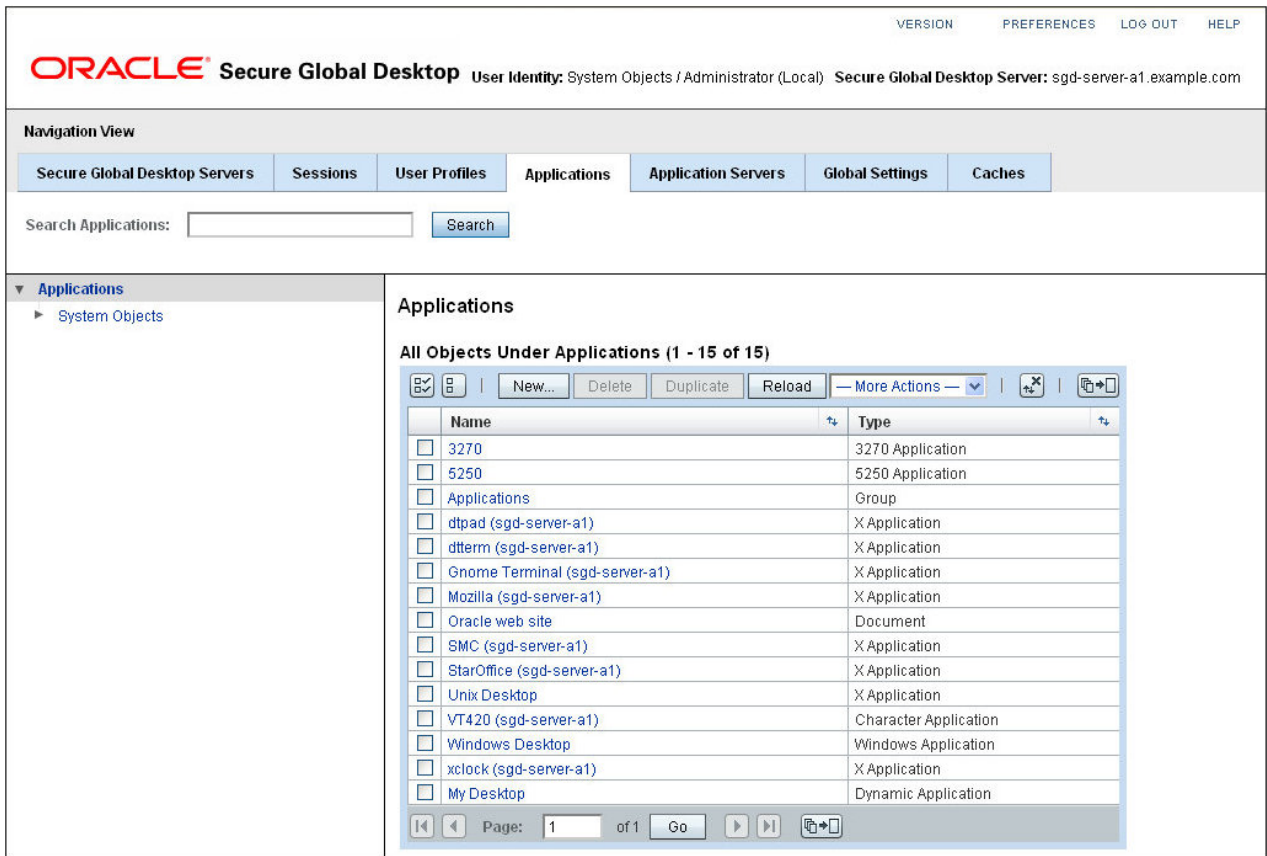 VERSION PREFERENCES LOG OUT HELP
ORACLE Secure Global Desktop User Identity: System Objects / Administrator (Local) Secure Global Desktop Server: sgd-server-a1.example.com
Navigation View
Secure Global Desktop Servers Sessions User Profiles Applications Application Servers Global Settings Caches
Search Applications: Search
Applications
System Objects
Applications
All Objects Under Applications (1 - 15 of 15)
New... Delete Duplicate Reload — More Actions —
Name Type
3270 3270 Application
5250 5250 Application
Applications Group
dtpad (sgd-server-a1) X Application
dtterm (sgd-server-a1) X Application
Gnome Terminal (sgd-server-a1) X Application
Mozilla (sgd-server-a1) X Application
Oracle web site Document
SMC (sgd-server-a1) X Application
StarOffice (sgd-server-a1) X Application
Unix Desktop X Application
VT420 (sgd-server-a1) Character Application
Windows Desktop Windows Application
xclock (sgd-server-a1) X Application
My Desktop Dynamic Application
Page: 1 of 1 Go